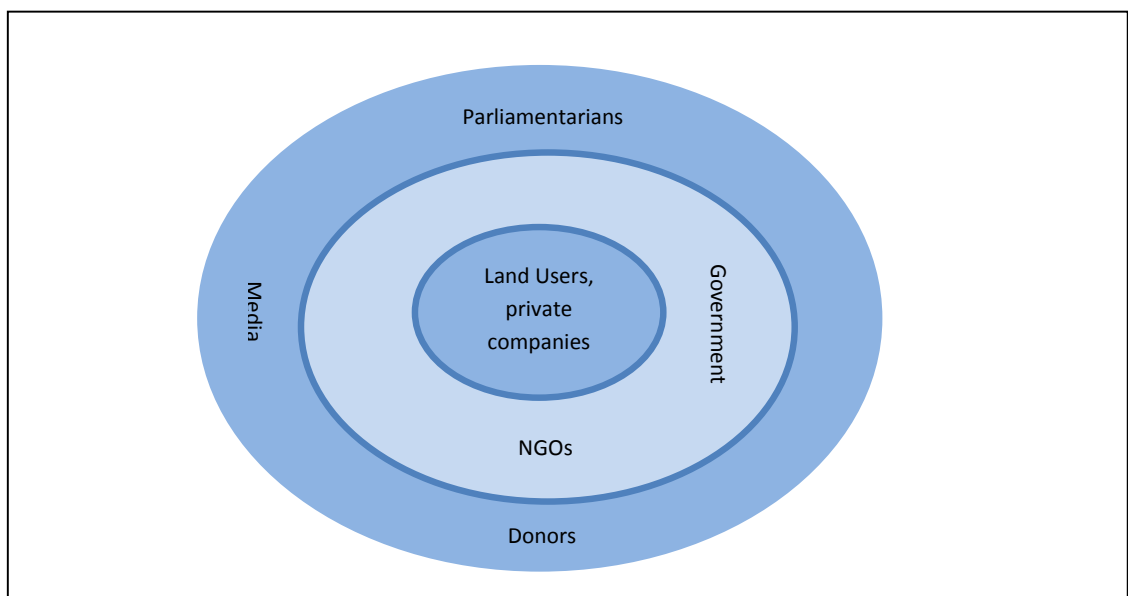 Parliamentarians
Media
Land Users,
private
companies
Government
NGOs
Donors